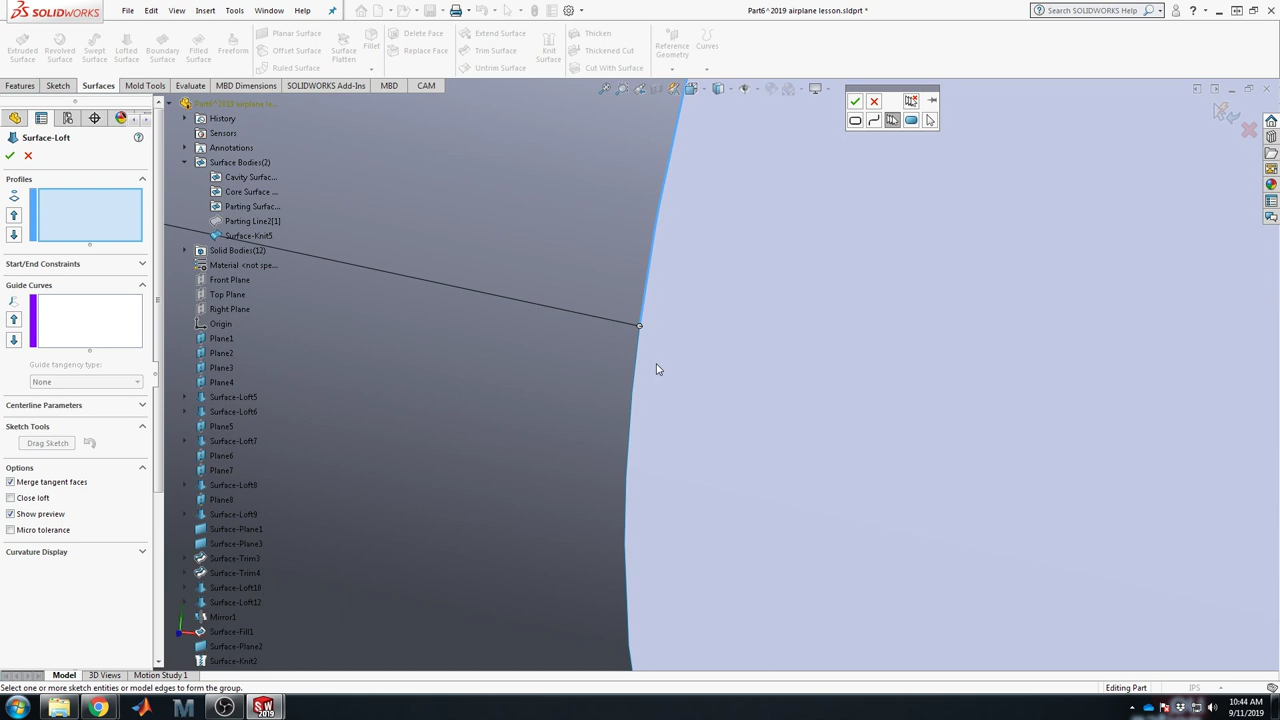 SOLIDWORKS File Edit View Insert Tools Window Help Part6^2019 airplane lesson.sldprt * Search SOLIDWORKS Help
Extruded Surface Revolved Surface Swept Surface Lofted Surface Boundary Surface Filled Surface Freeform
Planar Surface
Offset Surface
Ruled Surface
Surface Flatten
Fillet
Delete Face
Replace Face
Extend Surface
Trim Surface
Untrim Surface
Knit Surface
Thicken
Thickened Cut
Cut With Surface
Reference Geometry
Curves
Features Sketch Surfaces Mold Tools Evaluate MBD Dimensions SOLIDWORKS Add-Ins MBD CAM
Surface-Loft
Profiles
Start/End Constraints
Guide Curves
Guide tangency type:
None
Centerline Parameters
Sketch Tools
Drag Sketch
Options
Merge tangent faces
Close loft
Show preview
Micro tolerance
Curvature Display
Part6^2019 airplane le...
History
Sensors
Annotations
Surface Bodies(2)
Cavity Surfac...
Core Surface ...
Parting Surfac...
Parting Line2[1]
Surface-Knit5
Solid Bodies(12)
Material <not spe...
Front Plane
Top Plane
Right Plane
Origin
Plane1
Plane2
Plane3
Plane4
Surface-Loft5
Surface-Loft6
Plane5
Surface-Loft7
Plane6
Plane7
Surface-Loft8
Plane8
Surface-Loft9
Surface-Plane1
Surface-Plane3
Surface-Trim3
Surface-Trim4
Surface-Loft10
Surface-Loft12
Mirror1
Surface-Fill1
Surface-Plane2
Surface-Knit2
Model 3D Views Motion Study 1
Select one or more sketch entities or model edges to form the group. Editing Part IPS
SW 2019
10:44 AM
9/11/2019